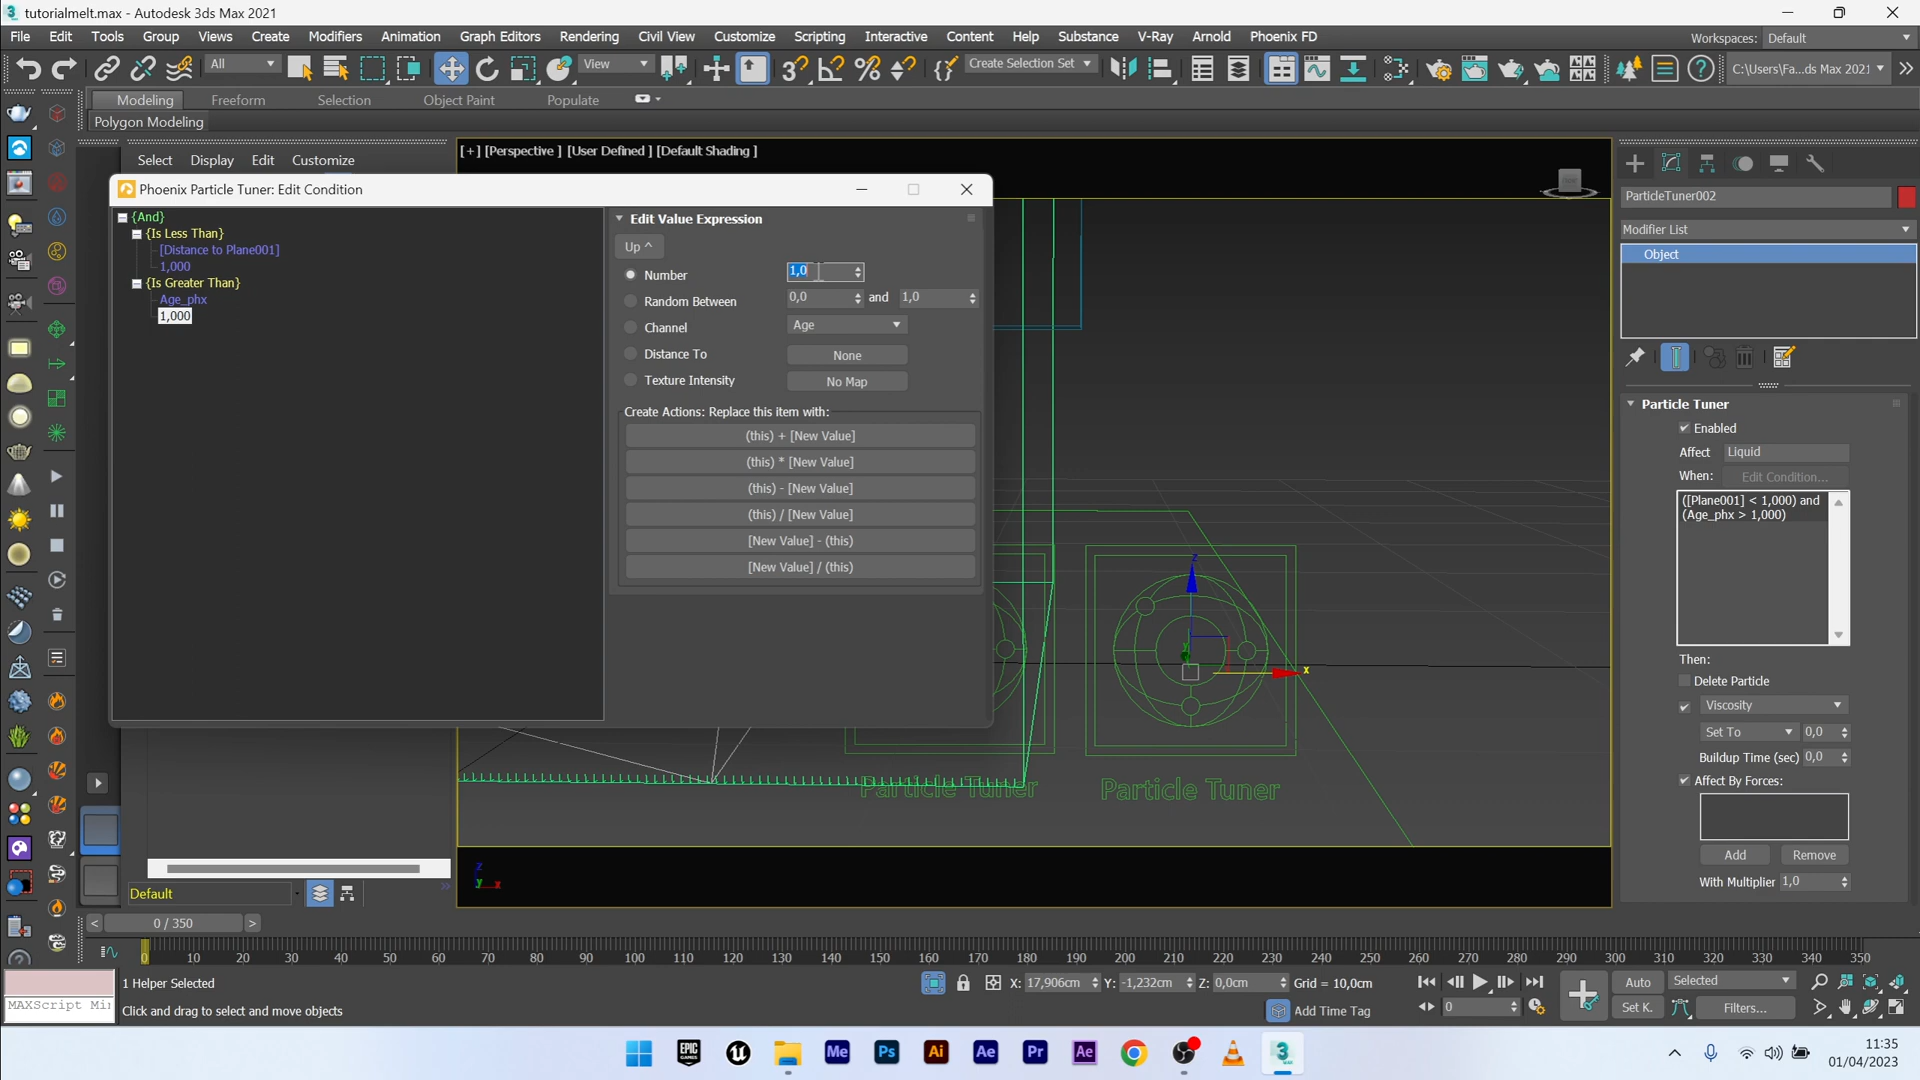 tutorialmelt.max - Autodesk 3ds Max 2021
File Edit Tools Group Views Create Modifiers Animation Graph Editors Rendering Civil View Customize Scripting Interactive Content Help Substance V-Ray Arnold Phoenix FD
Workspaces: Default
All
View
Create Selection Set
C:\Users\Fa...ds Max 2021
Modeling Freeform Selection Object Paint Populate
Polygon Modeling
Select Display Edit Customize
[+] [Perspective ] [User Defined ] [Default Shading ]
Phoenix Particle Tuner: Edit Condition
{And}
{Is Less Than}
[Distance to Plane001]
1,000
{Is Greater Than}
Age_phx
1,000
Edit Value Expression
Up ^
Number 1,0
Random Between 0,0 and 1,0
Channel Age
Distance To None
Texture Intensity No Map
Create Actions: Replace this item with:
(this) + [New Value]
(this) * [New Value]
(this) - [New Value]
(this) / [New Value]
[New Value] - (this)
[New Value] / (this)
Particle Tuner
Particle Tuner
z
y
x
z
y
x
ParticleTuner002
Modifier List
Object
Particle Tuner
Enabled
Affect Liquid
When: Edit Condition...
([Plane001] < 1,000) and
(Age_phx > 1,000)
Then:
Delete Particle
Viscosity
Set To 0,0
Buildup Time (sec) 0,0
Affect By Forces:
Add Remove
With Multiplier 1,0
Default
< 0 / 350 >
0 10 20 30 40 50 60 70 80 90 100 110 120 130 140 150 160 170 180 190 200 210 220 230 240 250 260 270 280 290 300 310 320 330 340 350
MAXScript Mi
1 Helper Selected
Click and drag to select and move objects
X: 17,906cm Y: -1,232cm Z: 0,0cm Grid = 10,0cm
Add Time Tag
0
Auto Selected
Set K. Filters...
EPIC GAMES
Me Ps Ai Ae Pr Ae
3
11:35
01/04/2023